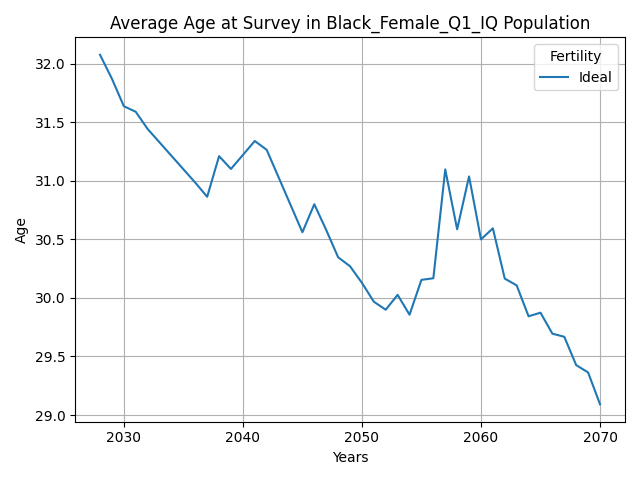 Average Age at Survey in Black_Female_Q1_IQ Population
Fertility
Ideal
32.0
31.5
31.0
30.5
30.0
29.5
29.0
Age
2030 2040 2050 2060 2070
Years